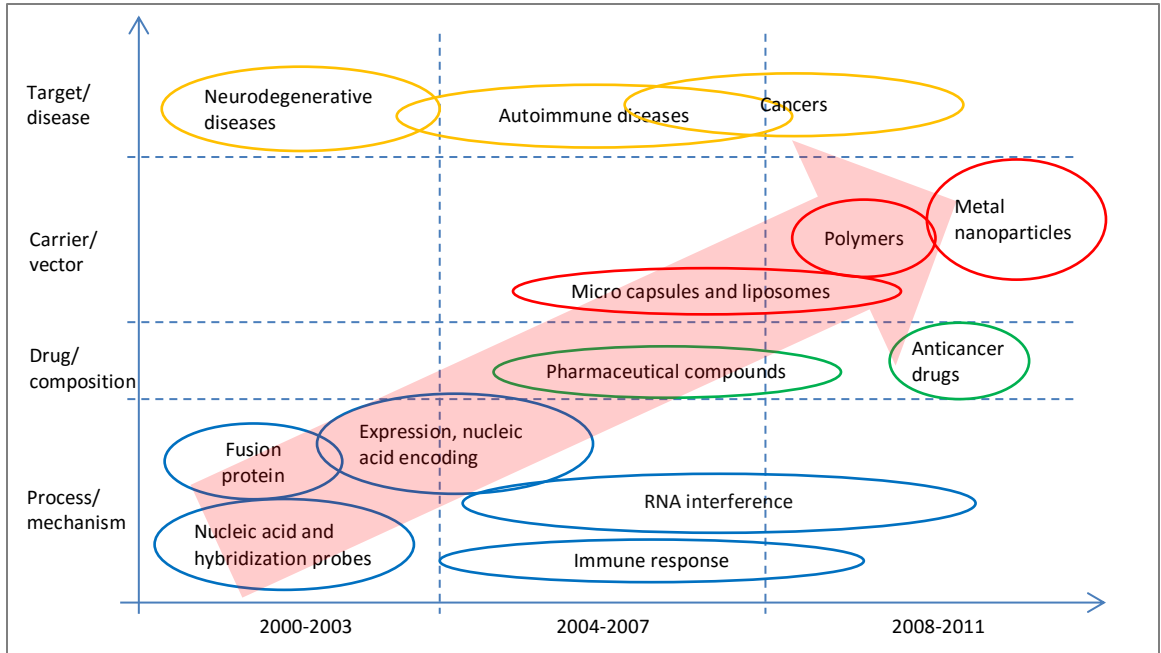 Target/
disease
Neurodegenerative
diseases
Autoimmune diseases
Cancers
Carrier/
vector
Metal
nanoparticles
Polymers
Micro capsules and liposomes
Drug/
composition
Pharmaceutical compounds
Anticancer
drugs
Process/
mechanism
Fusion
protein
Expression, nucleic
acid encoding
RNA interference
Nucleic acid and
hybridization probes
Immune response
2000-2003
2004-2007
2008-2011